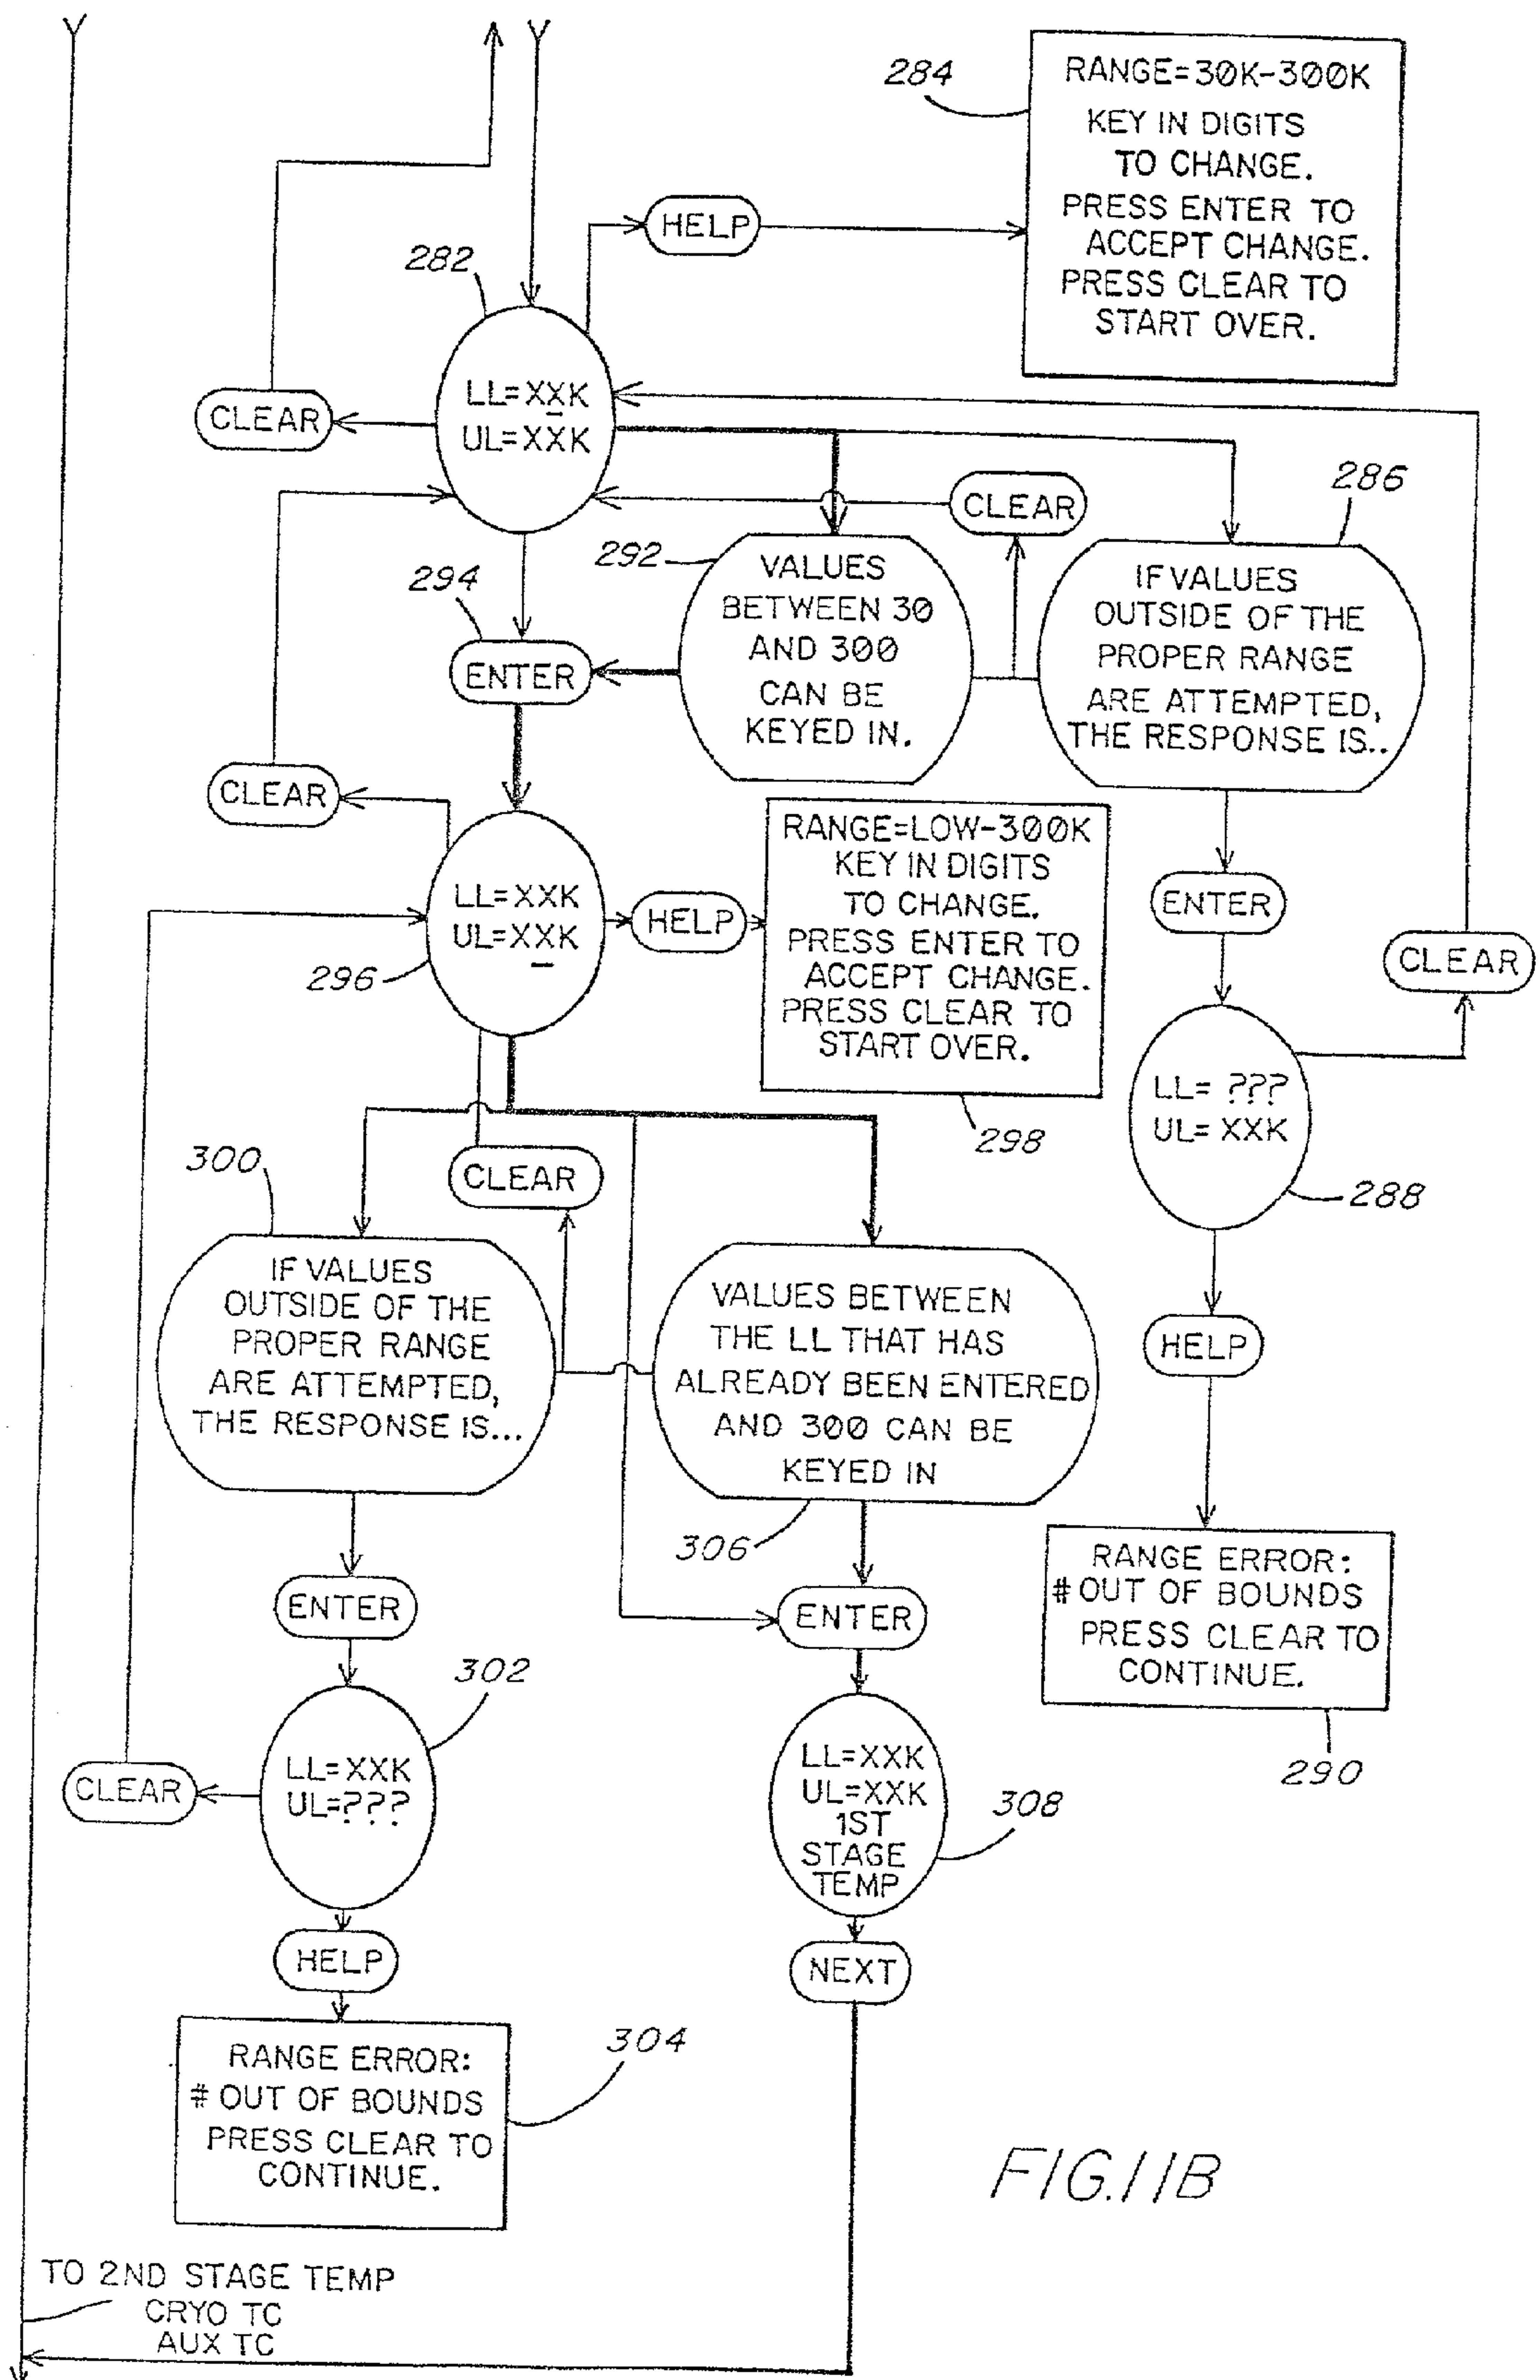 284
RANGE=30K-300K
KEY IN DIGITS
TO CHANGE.
PRESS ENTER TO
ACCEPT CHANGE.
PRESS CLEAR TO
START OVER.
HELP
282
LL=XXK
UL=XXK
CLEAR
CLEAR
286
IF VALUES
OUTSIDE OF THE
PROPER RANGE
ARE ATTEMPTED,
THE RESPONSE IS..
292
VALUES
BETWEEN 30
AND 300
CAN BE
KEYED IN.
294
ENTER
CLEAR
LL=XXK
UL=XXK
296
HELP
RANGE=LOW-300K
KEY IN DIGITS
TO CHANGE.
PRESS ENTER TO
ACCEPT CHANGE.
PRESS CLEAR TO
START OVER.
298
ENTER
CLEAR
LL= ???
UL= XXK
288
HELP
RANGE ERROR:
# OUT OF BOUNDS
PRESS CLEAR TO
CONTINUE.
290
CLEAR
300
IF VALUES
OUTSIDE OF THE
PROPER RANGE
ARE ATTEMPTED,
THE RESPONSE IS...
VALUES BETWEEN
THE LL THAT HAS
ALREADY BEEN ENTERED
AND 300 CAN BE
KEYED IN
306
ENTER
ENTER
302
LL=XXK
UL=???
CLEAR
LL=XXK
UL=XXK
1ST
STAGE
TEMP
308
HELP
NEXT
RANGE ERROR:
# OUT OF BOUNDS
PRESS CLEAR TO
CONTINUE.
304
FIG.11B
TO 2ND STAGE TEMP
CRYO TC
AUX TC